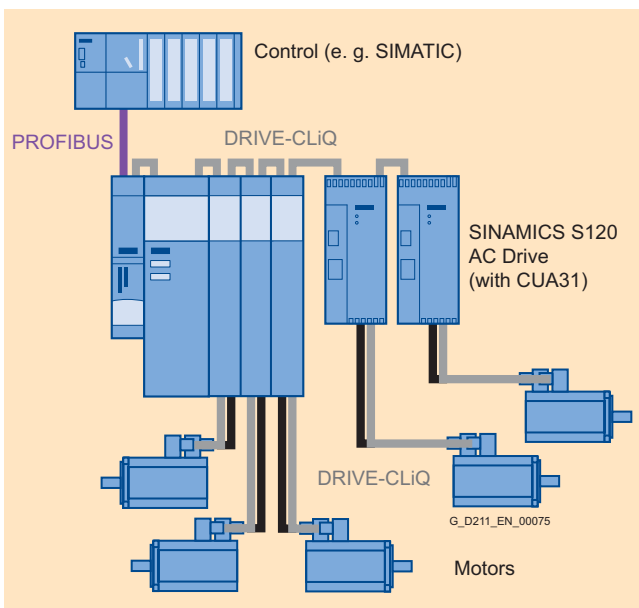 Control (e. g. SIMATIC)
PROFIBUS
DRIVE-CLiQ
SINAMICS S120
AC Drive
(with CUA31)
DRIVE-CLiQ
G_D211_EN_00075
Motors